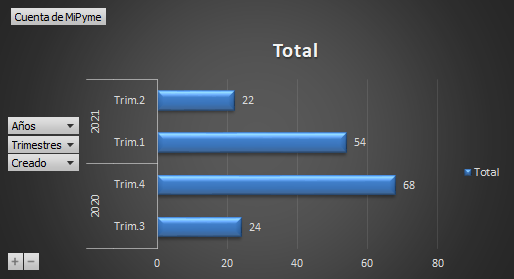 Cuenta de MiPyme
Total
2021
Trim.2
22
Trim.1
54
2020
Trim.4
68
Trim.3
24
Años
Trimestres
Creado
Total
+ −
0 20 40 60 80